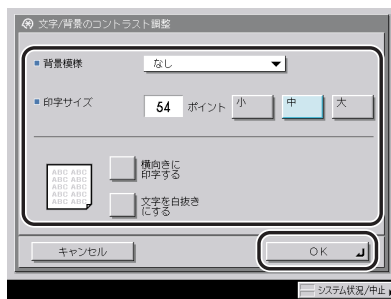 文字/背景のコントラスト調整
背景模様
なし
印字サイズ
54 ポイント 小 中 大
ABC ABC
ABC ABC
ABC ABC
ABC ABC
ABC ABC
横向きに
印字する
文字を白抜き
にする
キャンセル
OK
システム状況/中止